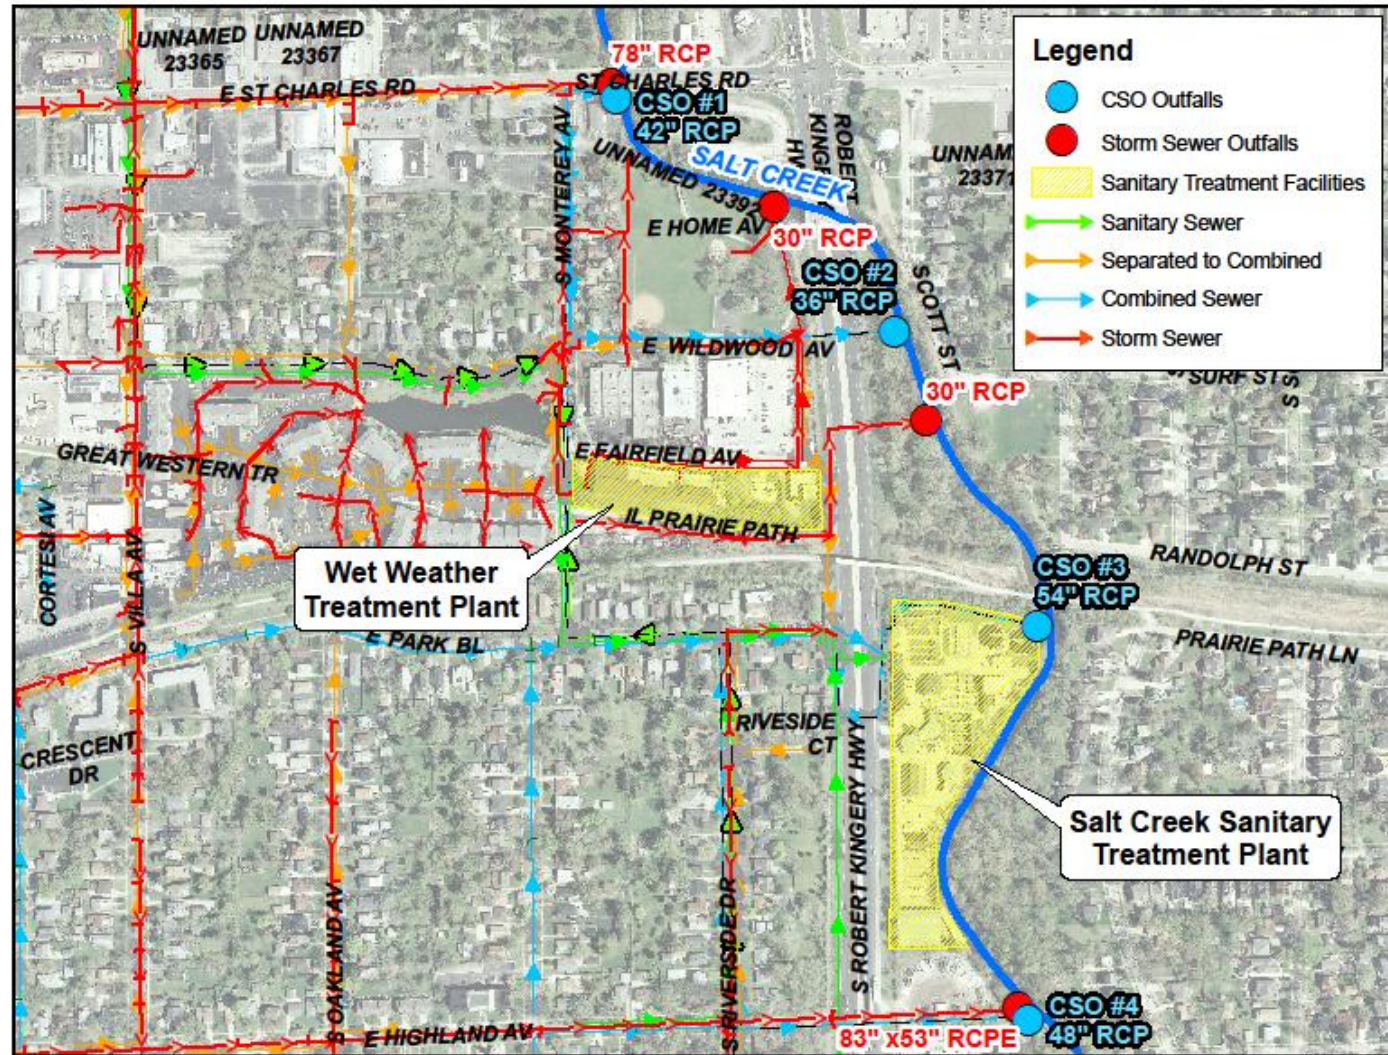 UNNAMED
23365
UNNAMED
23367
E ST CHARLES RD
78" RCP
ST CHARLES RD
CSO #1
42" RCP
S MONTEREY AV
UNNAMED 23392
SALT CREEK
ROBERT
E HOME AV
30" RCP
CSO #2
36" RCP
SCOTT ST
E WILDWOOD AV
30" RCP
SURF ST
Legend
CSO Outfalls
Storm Sewer Outfalls
Sanitary Treatment Facilities
Sanitary Sewer
Separated to Combined
Combined Sewer
Storm Sewer
GREAT WESTERN TR
E FAIRFIELD AV
IL PRAIRIE PATH
Wet Weather
Treatment Plant
CORTESI AV
S VILLA AV
E PARK BL
CSO #3
54" RCP
RANDOLPH ST
PRAIRIE PATH LN
CRESCENT
DR
RIVESIDE
CT
S ROBERT KINGERY HWY
Salt Creek Sanitary
Treatment Plant
S OAKLAND AV
S RIVERSIDE DR
E HIGHLAND AV
83" x53" RCPE
CSO #4
48" RCP